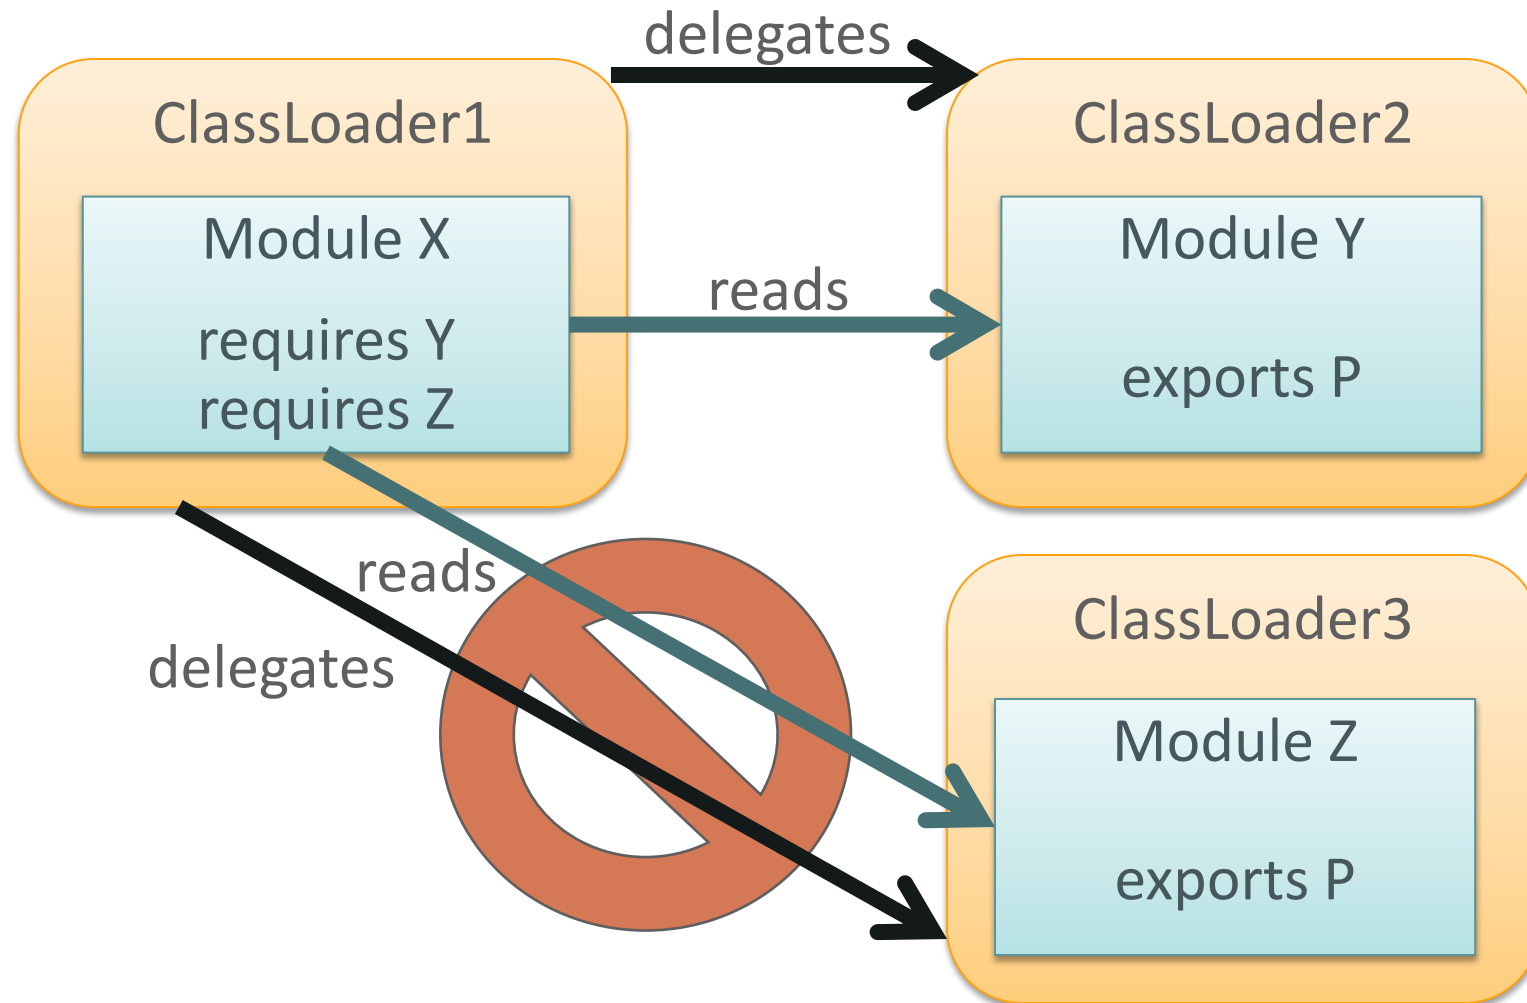 delegates
ClassLoader1
Module X
requires Y
requires Z
reads
ClassLoader2
Module Y
exports P
reads
delegates
ClassLoader3
Module Z
exports P